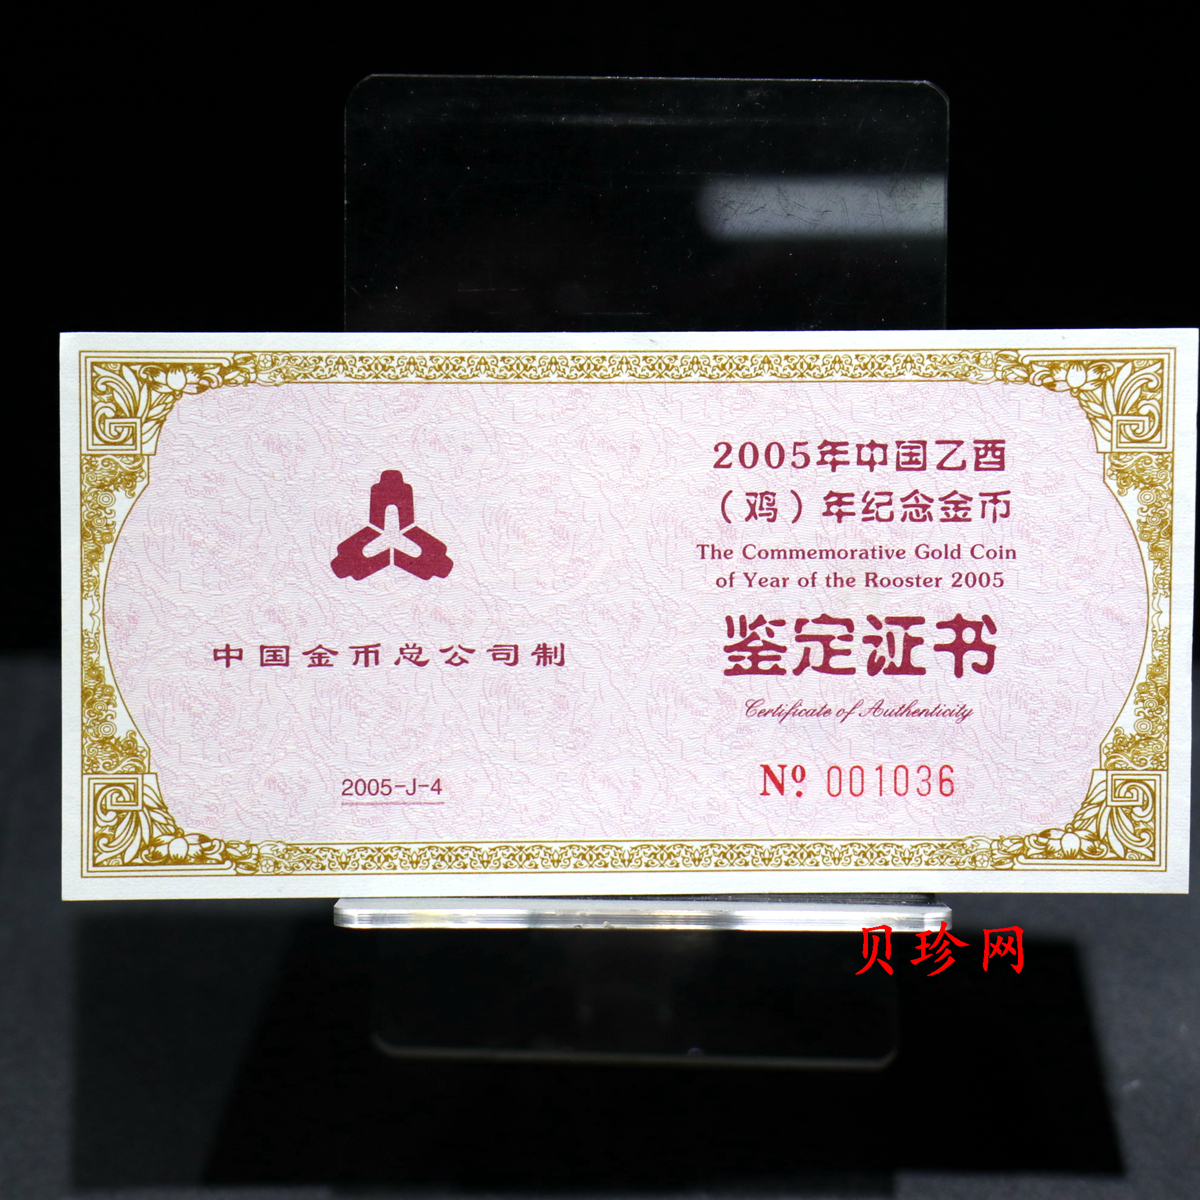 中国金币总公司制
2005-J-4
2005年中国乙酉
（鸡）年纪念金币
The Commemorative Gold Coin
of Year of the Rooster 2005
鉴定证书
Certificate of Authenticity
Nº 001036
贝珍网